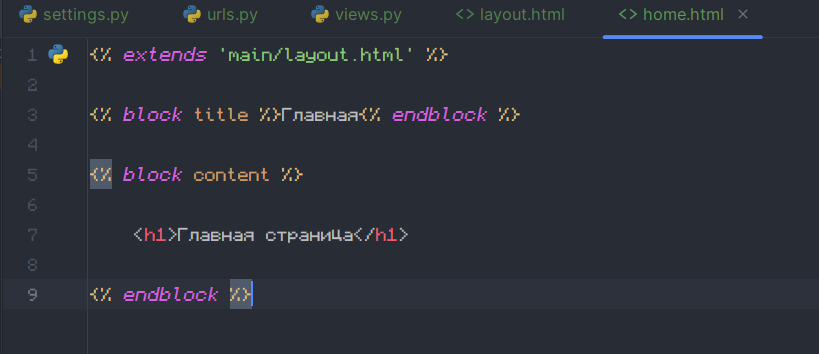 settings.py urls.py views.py <> layout.html <> home.html ×
1 {% extends 'main/layout.html' %}
2
3 {% block title %}Главная{% endblock %}
4
5 {% block content %}
6
7 <h1>Главная страница</h1>
8
9 {% endblock %}